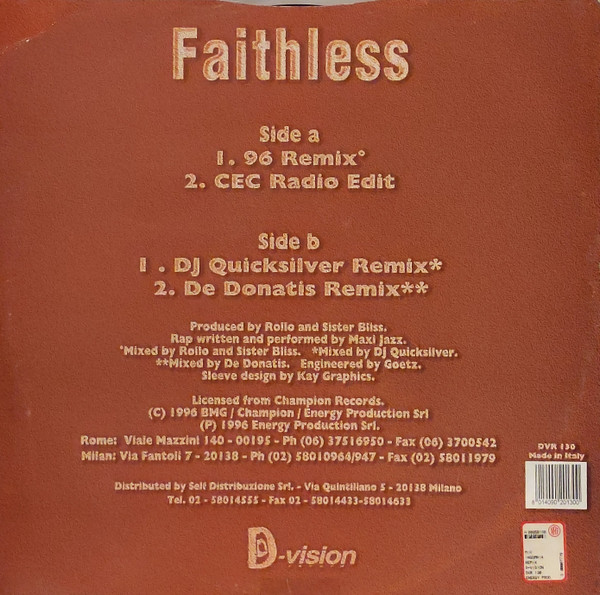 Faithless
Side a
1. 96 Remix°
2. CEC Radio Edit
Side b
1 . DJ Quicksilver Remix*
2. De Donatis Remix**
Produced by Rollo and Sister Bliss.
Rap written and performed by Maxi Jazz.
°Mixed by Rollo and Sister Bliss. *Mixed by DJ Quicksilver.
**Mixed by De Donatis. Engineered by Goetz.
Sleeve design by Kay Graphics.
Licensed from Champion Records.
(C) 1996 BMG / Champion / Energy Production Srl
(P) 1996 Energy Production Srl.
Rome: Viale Mazzini 140 - 00195 - Ph (06) 37516950 - Fax (06) 3700542
Milan: Via Fantoli 7 - 20138 - Ph (02) 58010964/947 - Fax (02) 58011979
DVR 130
Made in Italy
Distributed by Self Distribuzione Srl. - Via Quintiliano 5 - 20138 Milano
Tel. 02 - 58014555 - Fax 02 - 58014433-58014633
8 014090 201300
D-vision